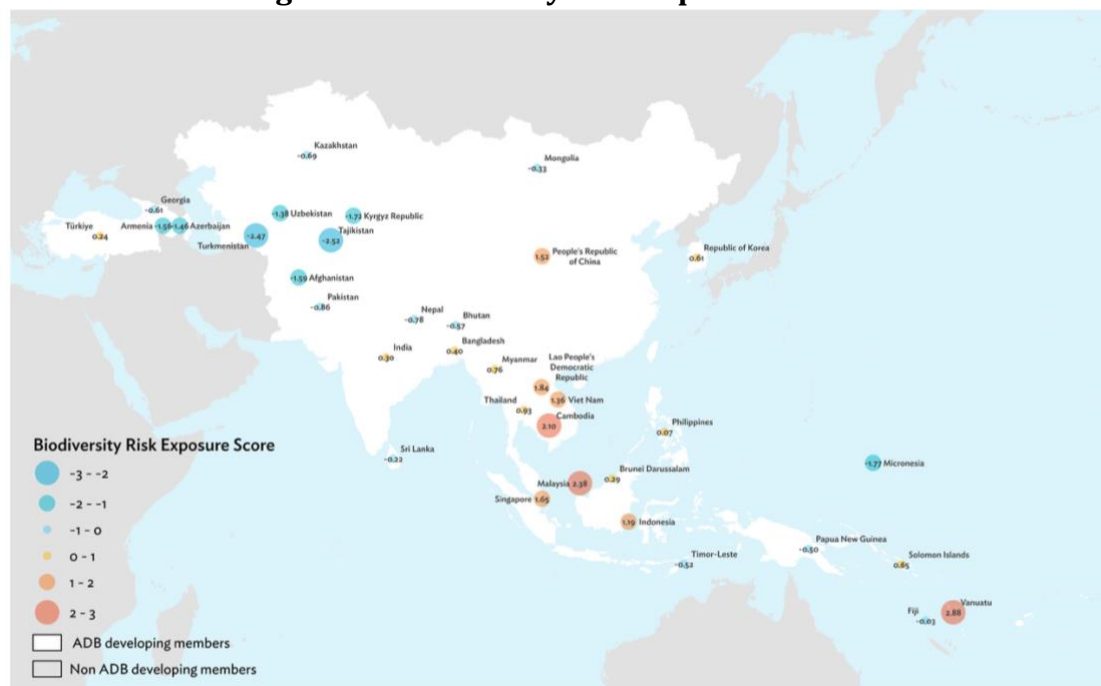 Kazakhstan
-0.69
Mongolia
-0.33
Georgia
-0.61
Türkiye
0.24
Armenia -1.56 -1.46 Azerbaijan
-1.38 Uzbekistan
-1.72 Kyrgyz Republic
Turkmenistan -2.47
Tajikistan
-2.52
People's Republic
of China
1.52
Republic of Korea
0.61
-1.59 Afghanistan
Pakistan
-0.86
Nepal
-0.78
Bhutan
-0.57
India
0.30
Bangladesh
0.40
Myanmar
0.76
Lao People's
Democratic
Republic
1.84
1.36 Viet Nam
Thailand
0.93
Cambodia
2.10
Philippines
0.07
Sri Lanka
-0.22
-1.77 Micronesia
Brunei Darussalam
0.29
Malaysia 2.38
Singapore 1.65
1.19 Indonesia
Papua New Guinea
-0.50
Timor-Leste
-0.52
Solomon Islands
0.65
Vanuatu
2.88
Fiji
-0.03
Biodiversity Risk Exposure Score
-3 - -2
-2 - -1
-1 - 0
0 - 1
1 - 2
2 - 3
ADB developing members
Non ADB developing members